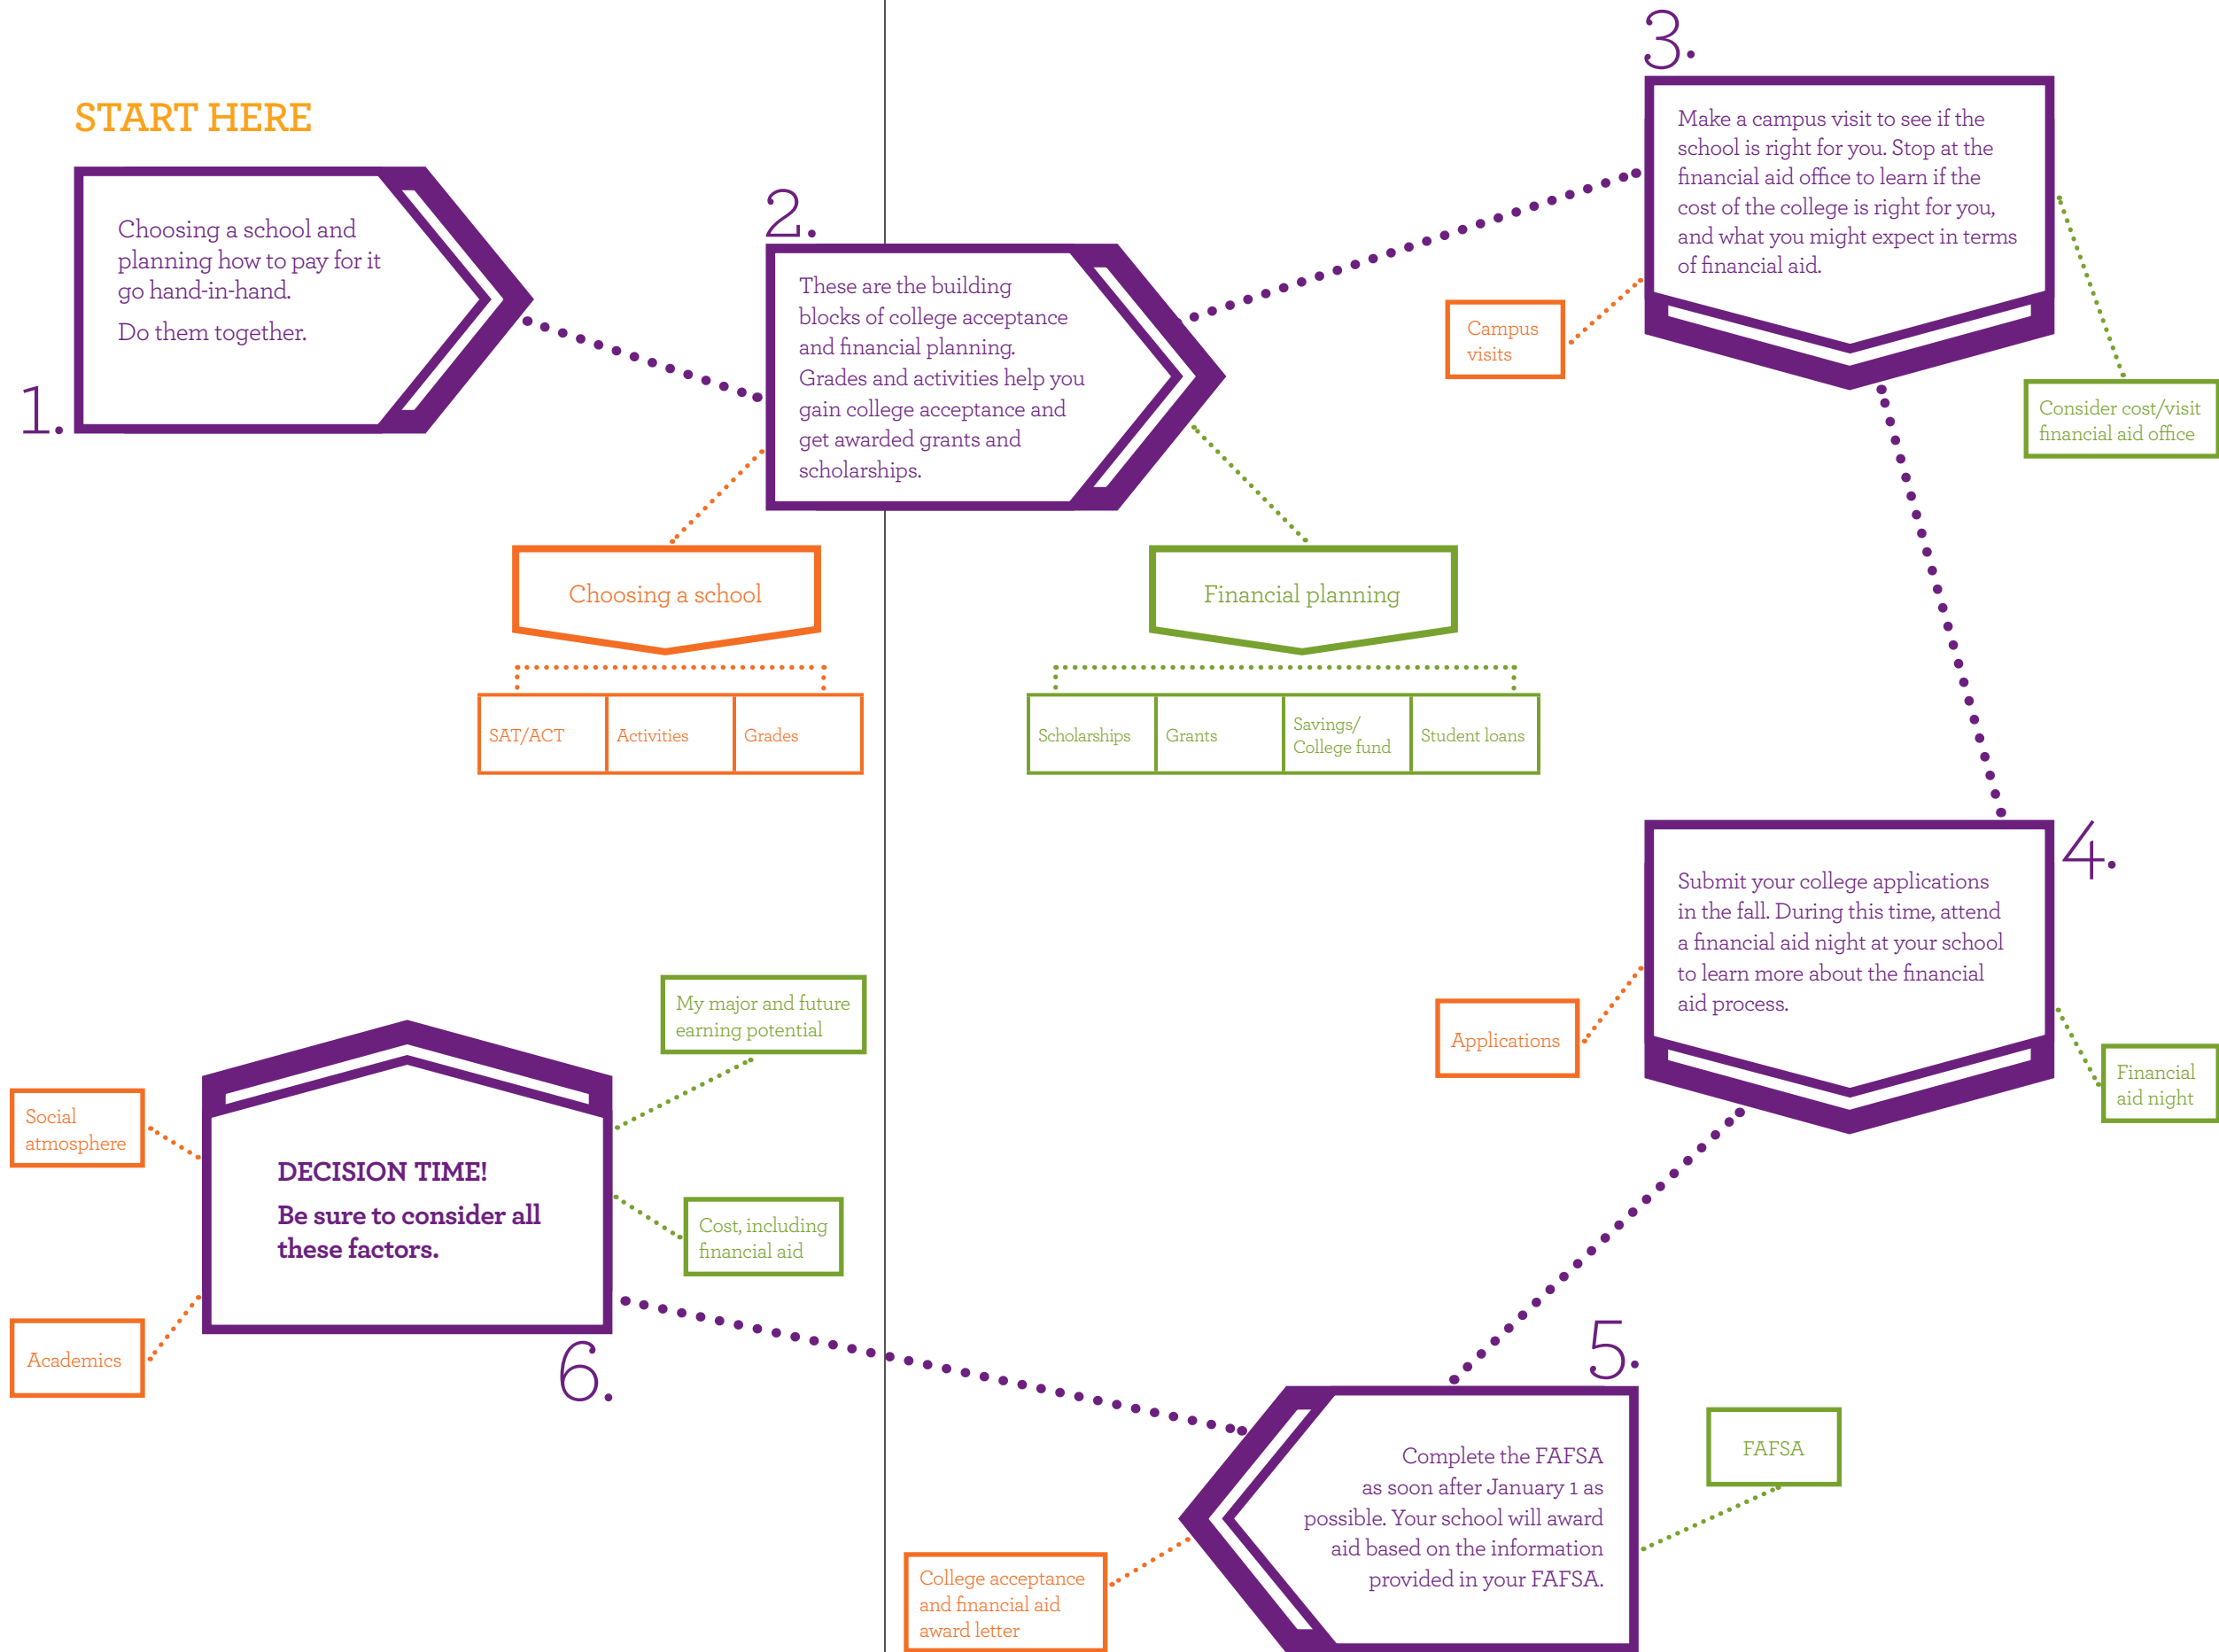 START HERE
1.
Choosing a school and
planning how to pay for it
go hand-in-hand.
Do them together.
2.
These are the building
blocks of college acceptance
and financial planning.
Grades and activities help you
gain college acceptance and
get awarded grants and
scholarships.
Choosing a school
SAT/ACT
Activities
Grades
Financial planning
Scholarships
Grants
Savings/
College fund
Student loans
3.
Make a campus visit to see if the
school is right for you. Stop at the
financial aid office to learn if the
cost of the college is right for you,
and what you might expect in terms
of financial aid.
Campus
visits
Consider cost/visit
financial aid office
4.
Submit your college applications
in the fall. During this time, attend
a financial aid night at your school
to learn more about the financial
aid process.
Applications
Financial
aid night
5.
Complete the FAFSA
as soon after January 1 as
possible. Your school will award
aid based on the information
provided in your FAFSA.
FAFSA
College acceptance
and financial aid
award letter
6.
DECISION TIME!
Be sure to consider all
these factors.
Social
atmosphere
Academics
My major and future
earning potential
Cost, including
financial aid